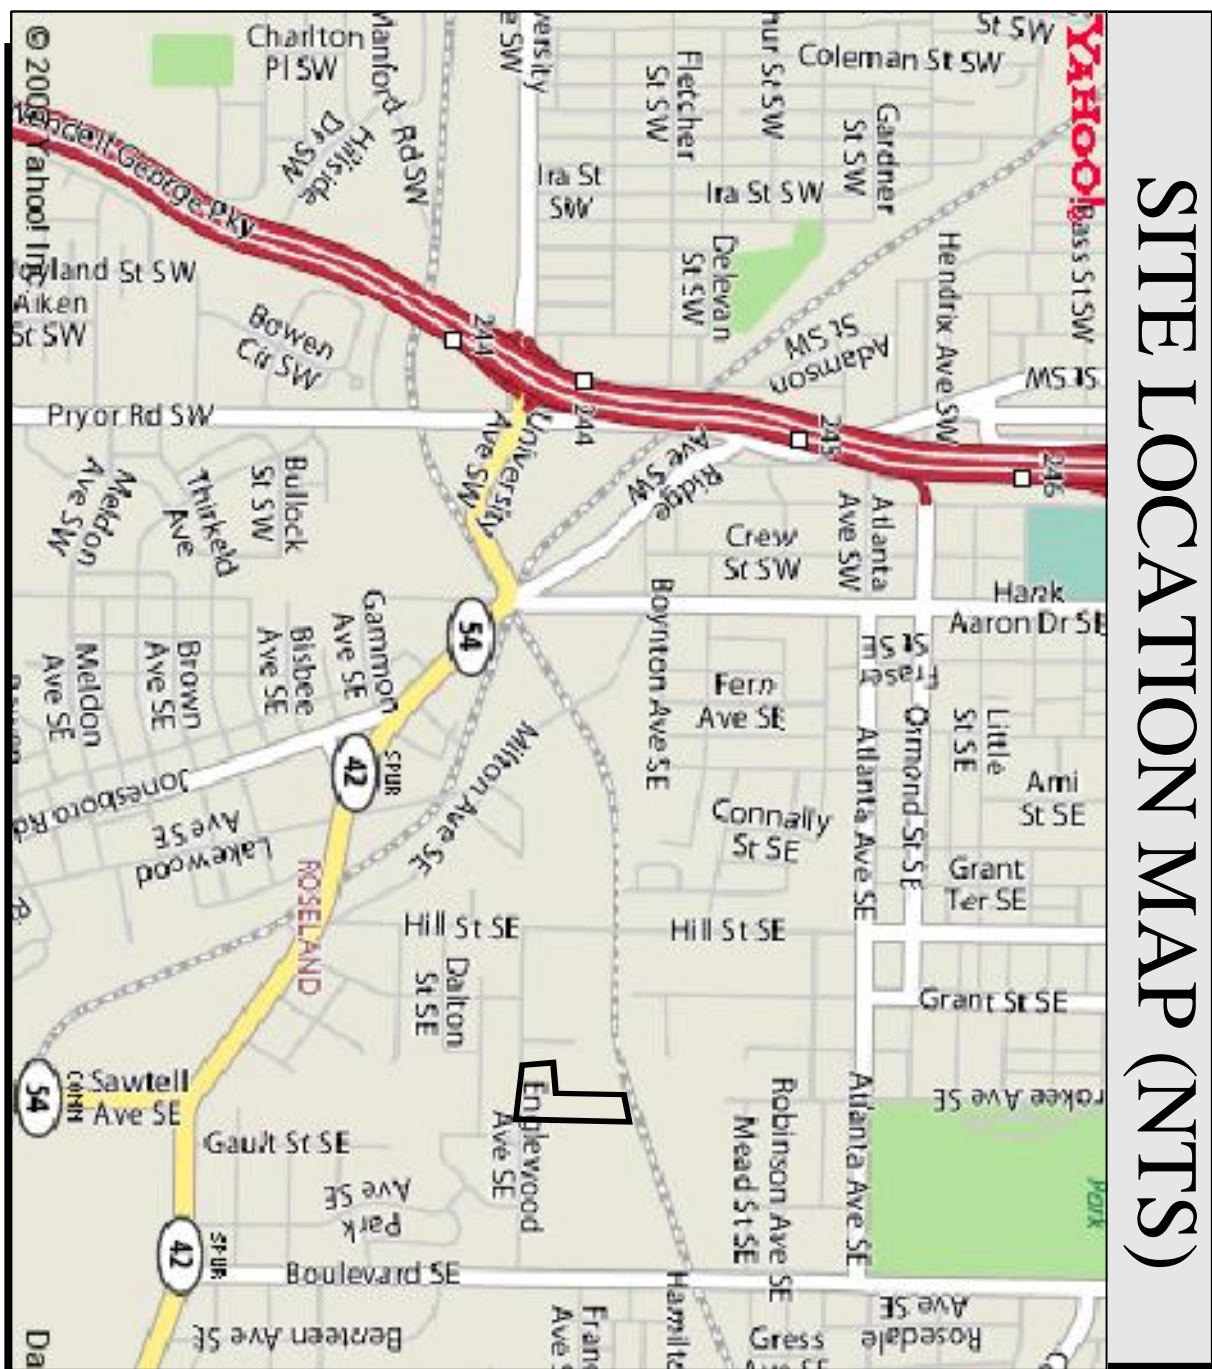 SITE LOCATION MAP (NTS)
YAHOO!
© 200 Yahoo! Inc
Charlton
Pl SW
Manford Rd SW
Hillside
Dr SW
Fletcher
St SW
Coleman St SW
St SW
Gardner
St SW
Ira St
SW
Ira St SW
Delevan
St SW
Hendrix Ave SW
Bass St SW
Adamson
St SW
St SW
George Pky
St SW
Aiken
St SW
Bowen
Cir SW
Pryor Rd SW
244
244
245
246
University
Ave SW
Ridge
Ave SW
Meldon
Ave SW
Thirkeld
Ave
Bullock
St SW
Crew
St SW
Atlanta
Ave SW
Hank
Aaron Dr SE
Boynton Ave SE
Gammon
Ave SE
Bisbee
Ave SE
Brown
Ave SE
Meldon
Ave SE
54
Fraser
St SE
Fern
Ave SE
Little
St SE
Ormond St SE
Ami
St SE
42
SPUR
Milton Ave SE
Jonesboro Rd
Lakewood
Ave SE
Connally
St SE
Atlanta Ave SE
Grant
Ter SE
ROSELAND
Hill St SE
Hill St SE
Dalton
St SE
Grant St SE
54
CONN
Sawtell
Ave SE
Englewood
Ave SE
Robinson Ave SE
Mead St SE
Atlanta Ave SE
Ave SE
Gault St SE
Park
Ave SE
Park
42
SPUR
Boulevard SE
Benteen Ave SE
Rosedale
Ave SE
Gress